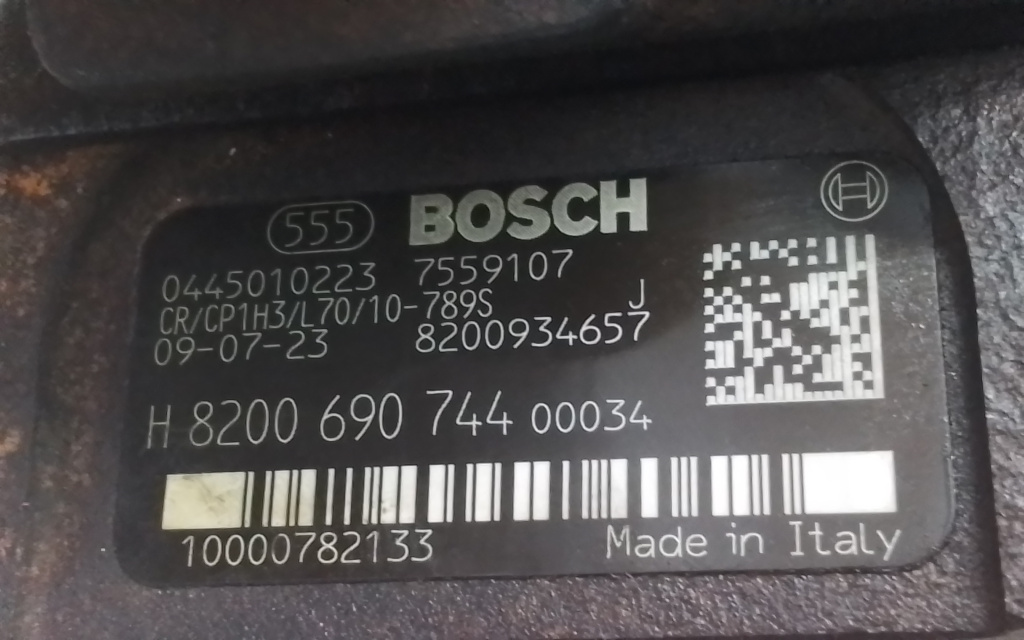 555 BOSCH
0445010223 7559107
CR/CP1H3/L70/10-789S J
09-07-23 8200934657
H 8200 690 744 00034
10000782133 Made in Italy